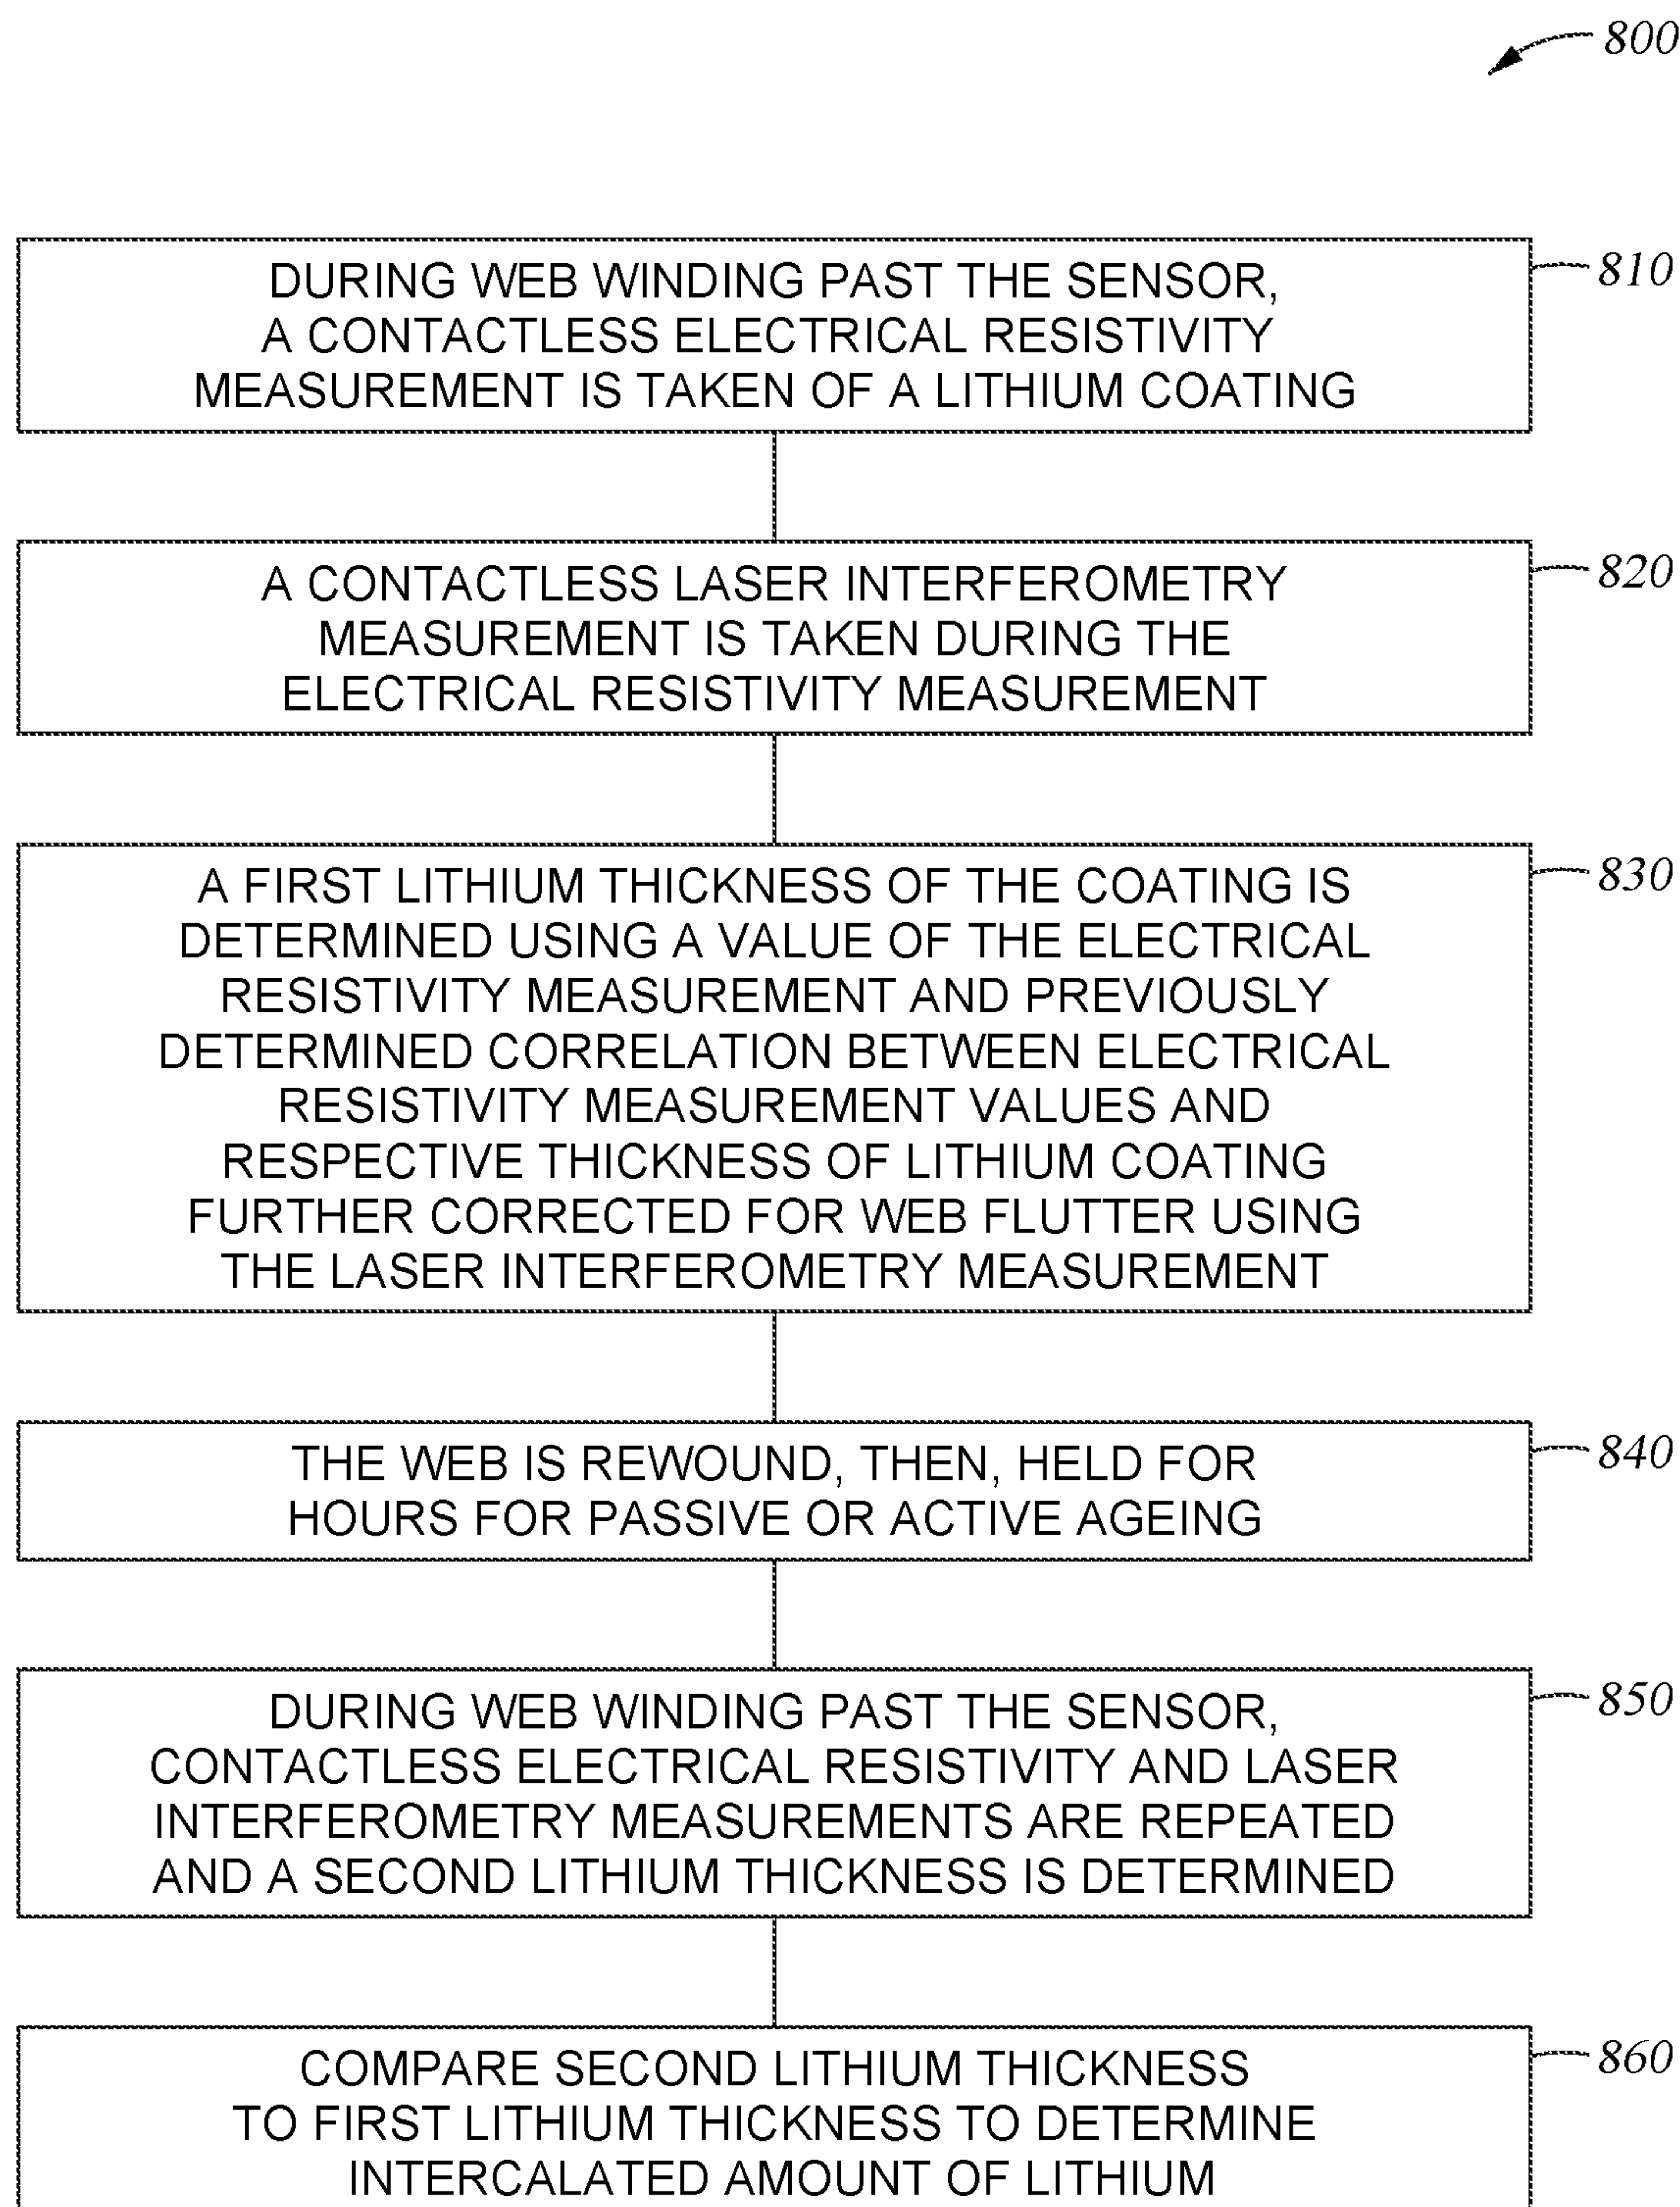 800
DURING WEB WINDING PAST THE SENSOR,
A CONTACTLESS ELECTRICAL RESISTIVITY
MEASUREMENT IS TAKEN OF A LITHIUM COATING
810
A CONTACTLESS LASER INTERFEROMETRY
MEASUREMENT IS TAKEN DURING THE
ELECTRICAL RESISTIVITY MEASUREMENT
820
A FIRST LITHIUM THICKNESS OF THE COATING IS
DETERMINED USING A VALUE OF THE ELECTRICAL
RESISTIVITY MEASUREMENT AND PREVIOUSLY
DETERMINED CORRELATION BETWEEN ELECTRICAL
RESISTIVITY MEASUREMENT VALUES AND
RESPECTIVE THICKNESS OF LITHIUM COATING
FURTHER CORRECTED FOR WEB FLUTTER USING
THE LASER INTERFEROMETRY MEASUREMENT
830
THE WEB IS REWOUND, THEN, HELD FOR
HOURS FOR PASSIVE OR ACTIVE AGEING
840
DURING WEB WINDING PAST THE SENSOR,
CONTACTLESS ELECTRICAL RESISTIVITY AND LASER
INTERFEROMETRY MEASUREMENTS ARE REPEATED
AND A SECOND LITHIUM THICKNESS IS DETERMINED
850
COMPARE SECOND LITHIUM THICKNESS
TO FIRST LITHIUM THICKNESS TO DETERMINE
INTERCALATED AMOUNT OF LITHIUM
860